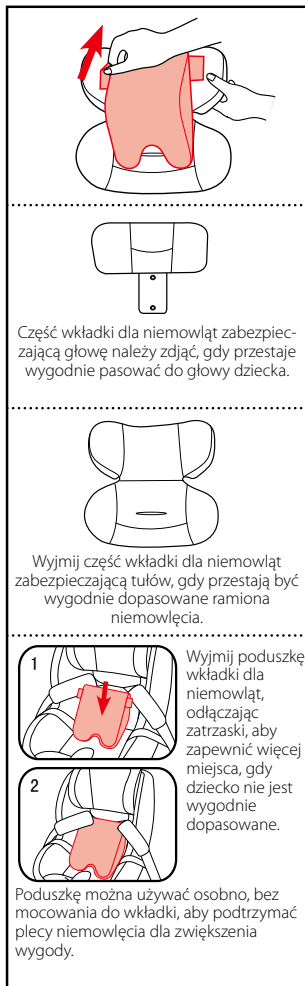 Część wkładki dla niemowląt zabezpiec-
zającą głowę należy zdjąć, gdy przestaje
wygodnie pasować do głowy dziecka.
Wyjmij część wkładki dla niemowląt
zabezpieczającą tułów, gdy przestają być
wygodnie dopasowane ramiona
niemowlęcia.
1
2
Wyjmij poduszkę
wkładki dla
niemowląt,
odłączając
zatrzaski, aby
zapewnić więcej
miejsca, gdy
dziecko nie jest
wygodnie
dopasowane.
Poduszkę można używać osobno, bez
mocowania do wkładki, aby podtrzymać
plecy niemowlęcia dla zwiększenia
wygody.